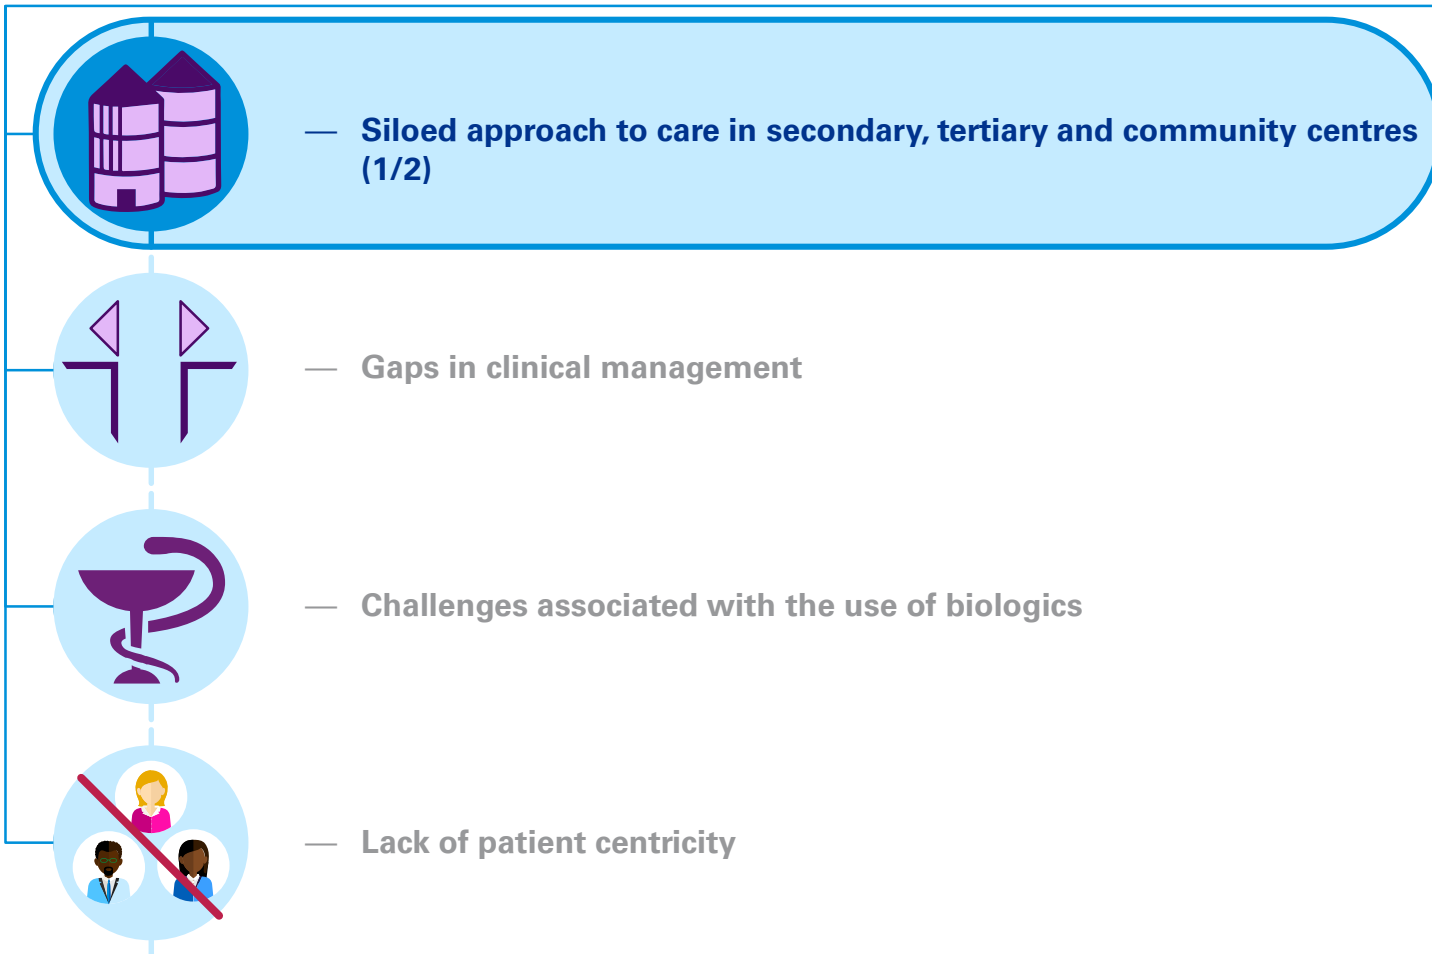 — Siloed approach to care in secondary, tertiary and community centres
(1/2)
— Gaps in clinical management
— Challenges associated with the use of biologics
— Lack of patient centricity